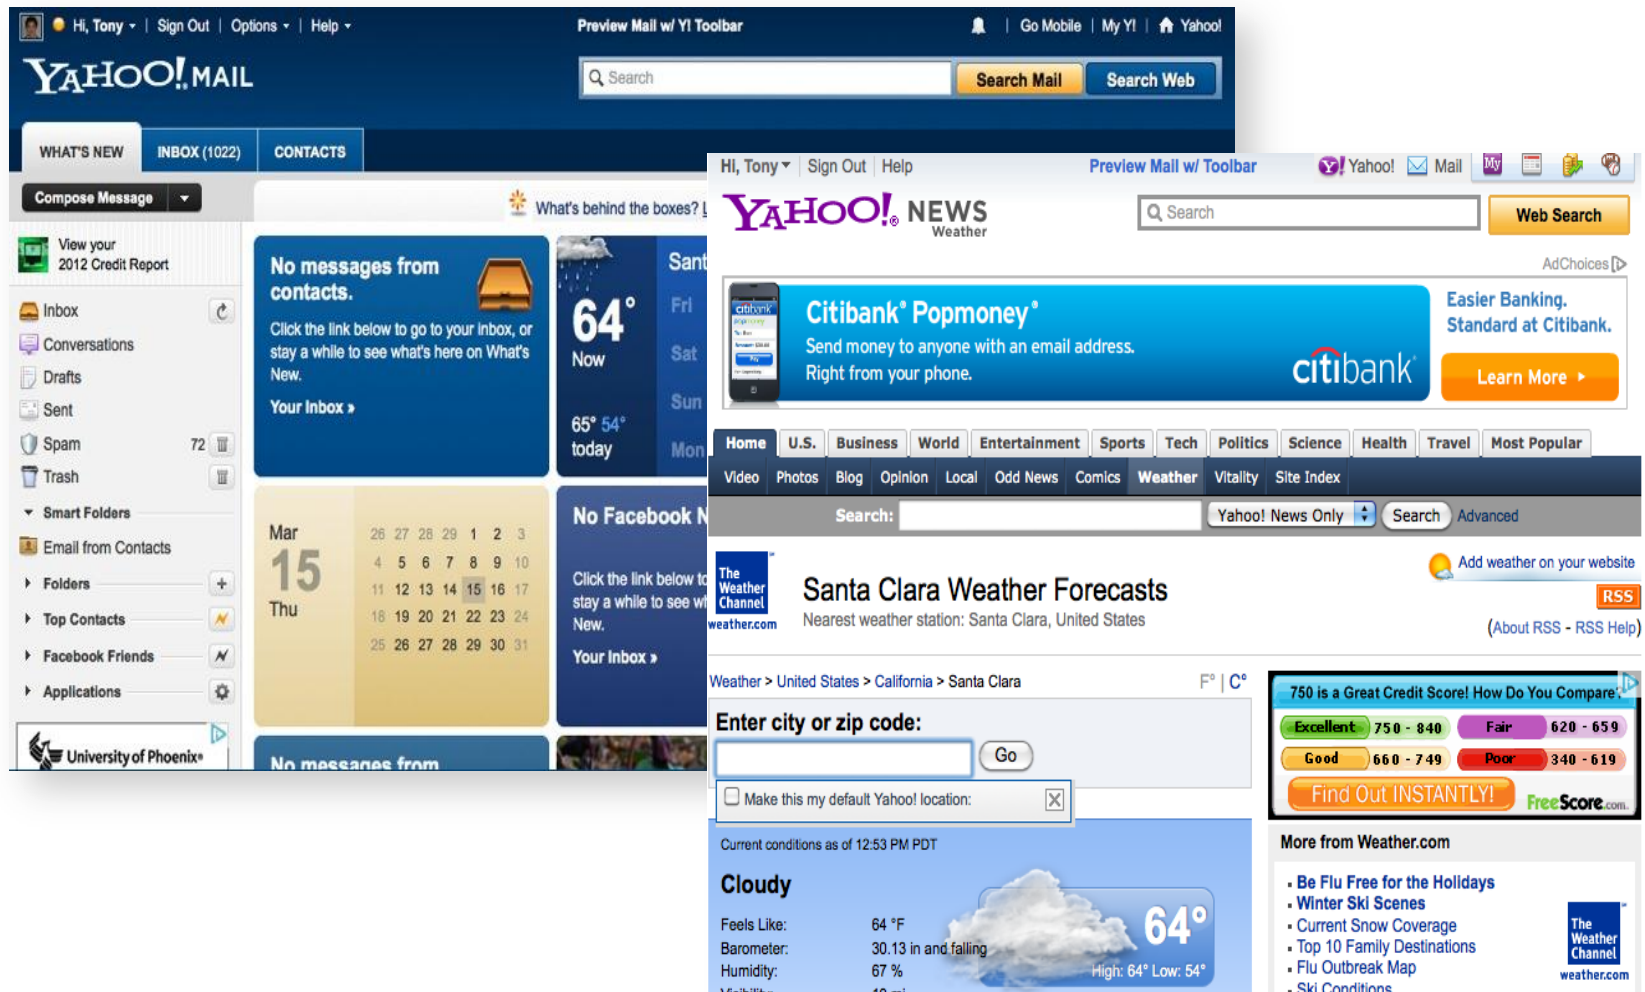 Hi, Tony | Sign Out | Options | Help
Preview Mail w/ Y! Toolbar
Go Mobile | My Y! | Yahoo!
YAHOO! MAIL
Search
Search Mail
Search Web
WHAT'S NEW
INBOX (1022)
CONTACTS
Compose Message
What's behind the boxes?
View your
2012 Credit Report
Inbox
Conversations
Drafts
Sent
Spam 72
Trash
Smart Folders
Email from Contacts
Folders
Top Contacts
Facebook Friends
Applications
University of Phoenix®
No messages from
contacts.
Click the link below to go to your inbox, or
stay a while to see what's here on What's
New.
Your Inbox »
64°
Now
65° 54°
today
Sant
Fri
Sat
Sun
Mon
Mar
15
Thu
26 27 28 29 1 2 3
4 5 6 7 8 9 10
11 12 13 14 15 16 17
18 19 20 21 22 23 24
25 26 27 28 29 30 31
No Facebook N
Click the link below to
stay a while to see wh
New.
Your Inbox »
No messages from
Hi, Tony | Sign Out | Help
Preview Mail w/ Toolbar
Y! Yahoo!
Mail
My
YAHOO!® NEWS
Weather
Search
Web Search
AdChoices
citibank
Citibank® Popmoney®
Send money to anyone with an email address.
Right from your phone.
citibank®
Easier Banking.
Standard at Citibank.
Learn More
Home U.S. Business World Entertainment Sports Tech Politics Science Health Travel Most Popular
Video Photos Blog Opinion Local Odd News Comics Weather Vitality Site Index
Search:
Yahoo! News Only
Search
Advanced
The
Weather
Channel
weather.com
Santa Clara Weather Forecasts
Nearest weather station: Santa Clara, United States
Add weather on your website
RSS
(About RSS - RSS Help)
Weather > United States > California > Santa Clara
F° | C°
Enter city or zip code:
Go
Make this my default Yahoo! location:
Current conditions as of 12:53 PM PDT
Cloudy
Feels Like: 64 °F
Barometer: 30.13 in and falling
Humidity: 67 %
64°
High: 64° Low: 54°
750 is a Great Credit Score! How Do You Compare?
Excellent 750 - 840
Fair 620 - 659
Good 660 - 749
Poor 340 - 619
Find Out INSTANTLY!
FreeScore.com.
More from Weather.com
Be Flu Free for the Holidays
Winter Ski Scenes
Current Snow Coverage
Top 10 Family Destinations
Flu Outbreak Map
Ski Conditions
The
Weather
Channel
weather.com